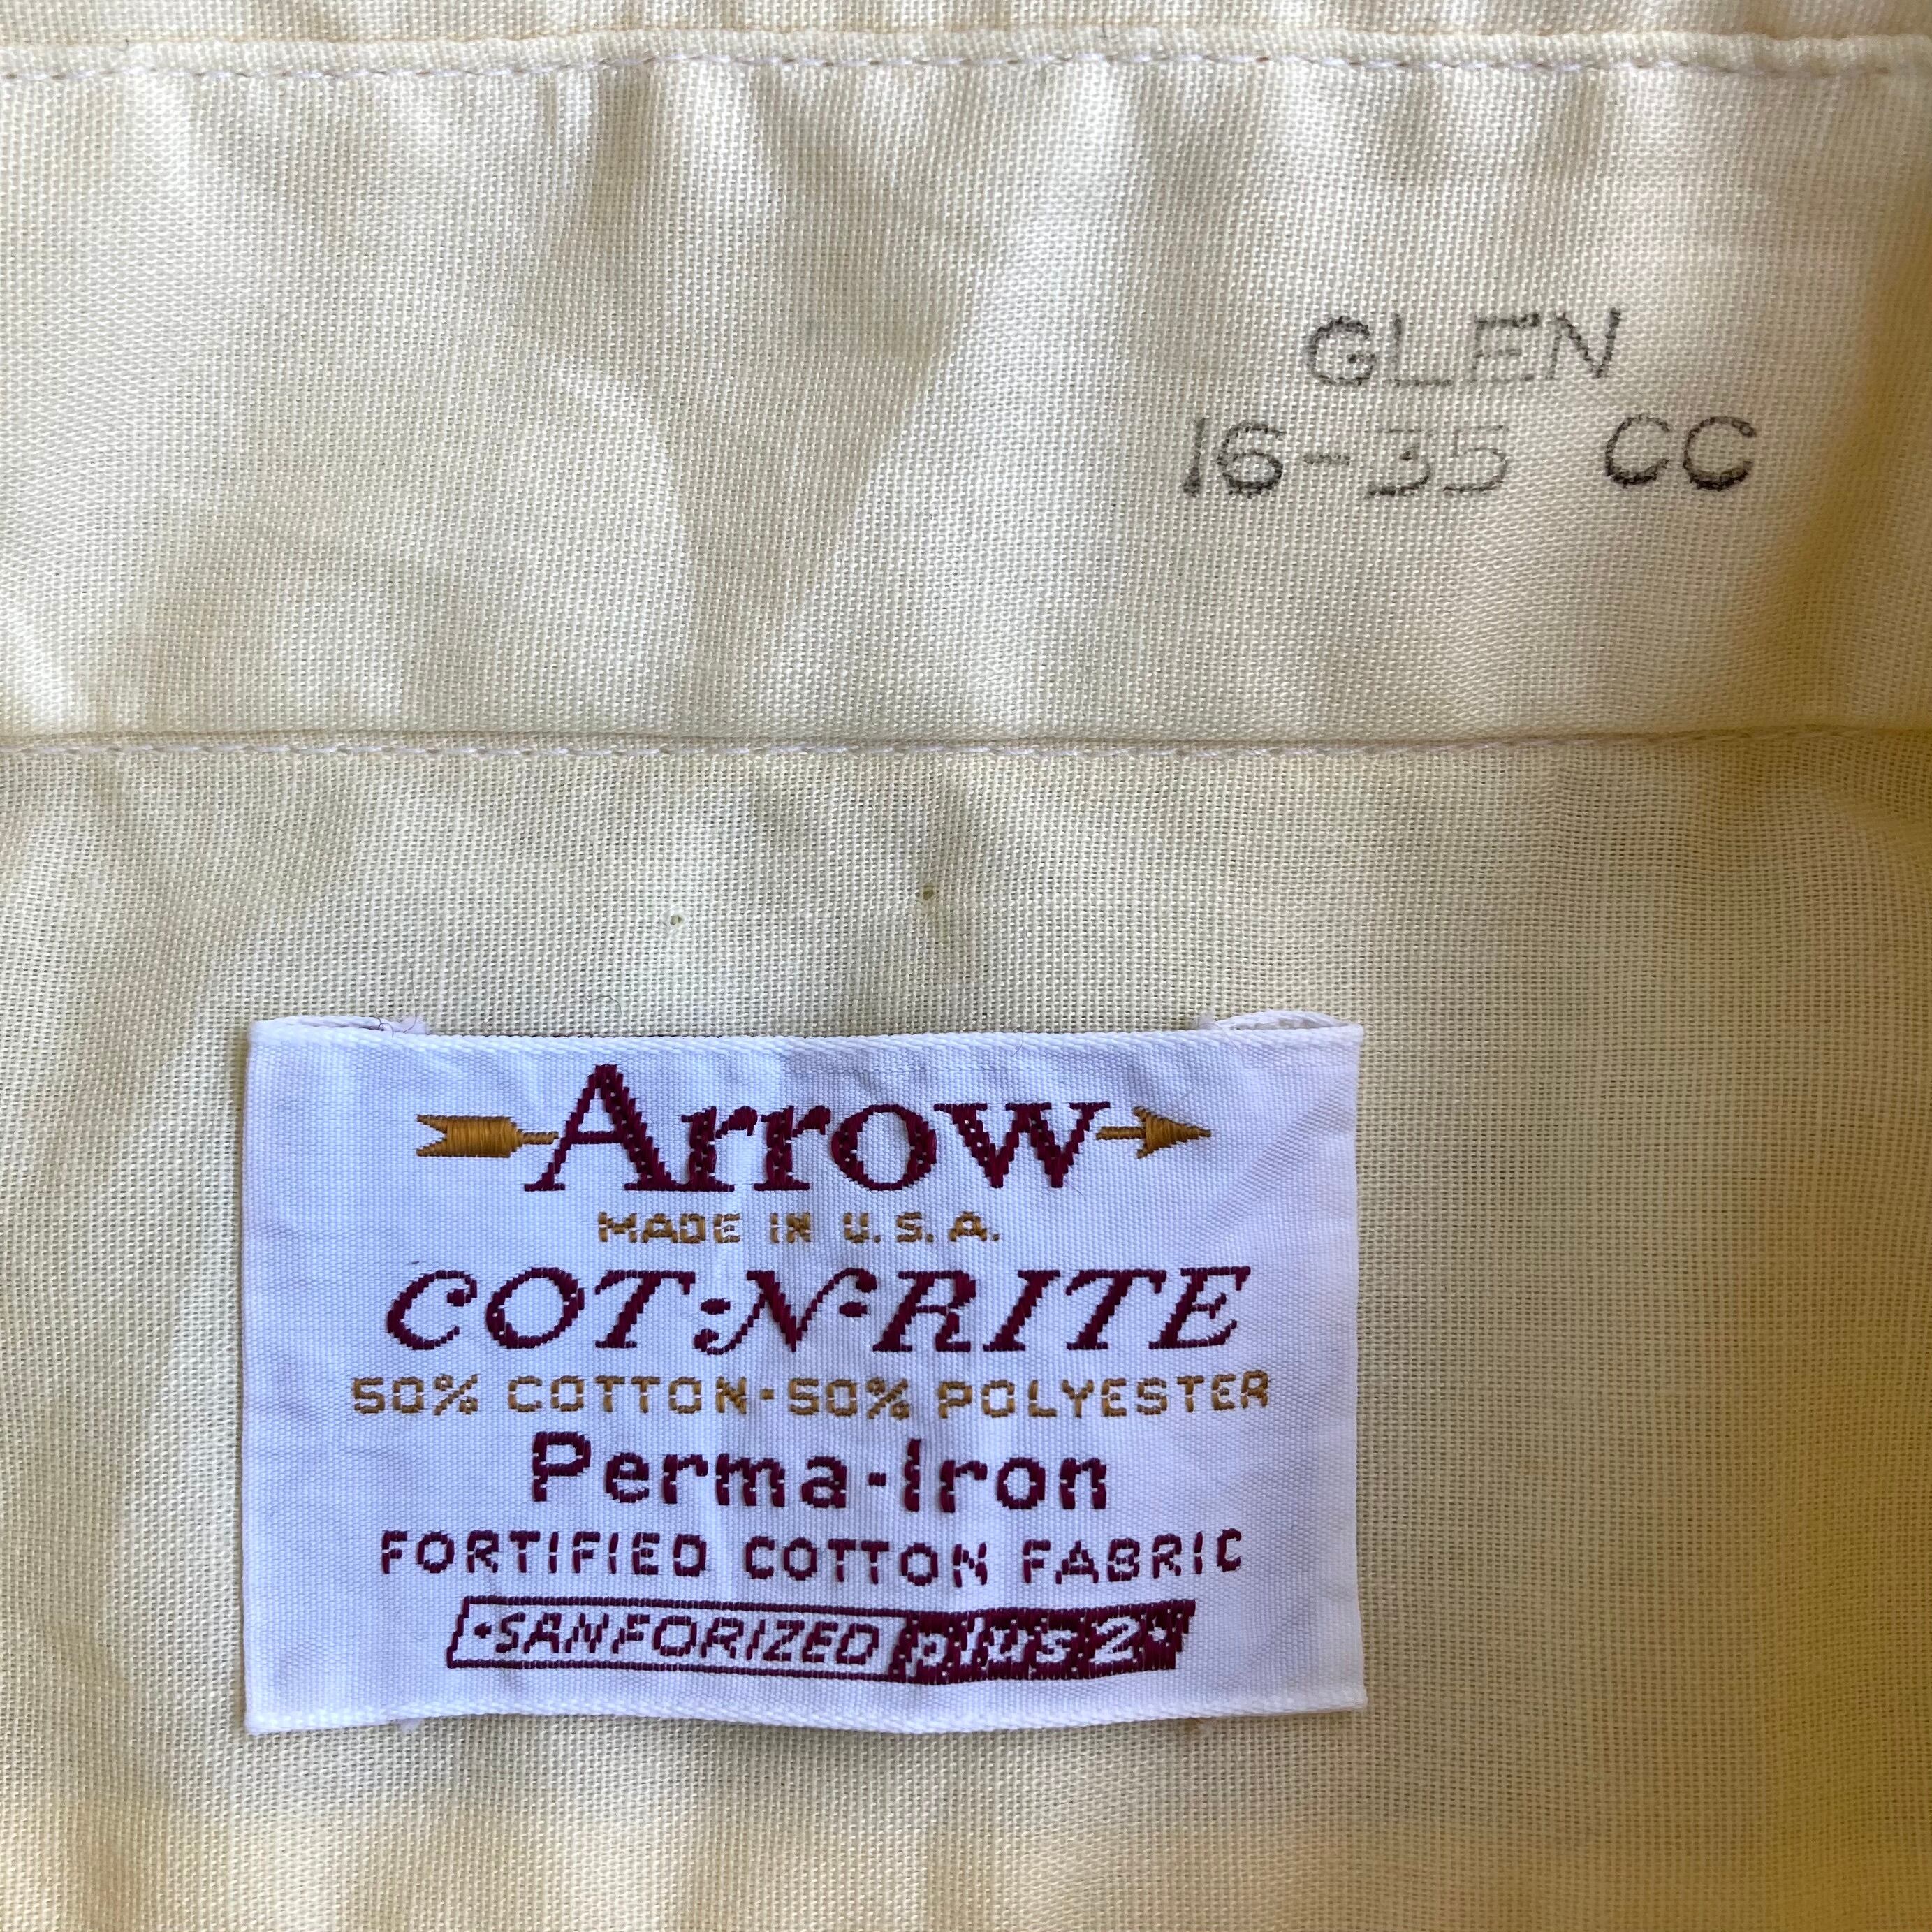 GLEN
16-35 CC
Arrow
MADE IN U.S.A.
COT·N·RITE
50% COTTON·50% POLYESTER
Perma-Iron
FORTIFIED COTTON FABRIC
·SANFORIZED plus 2·